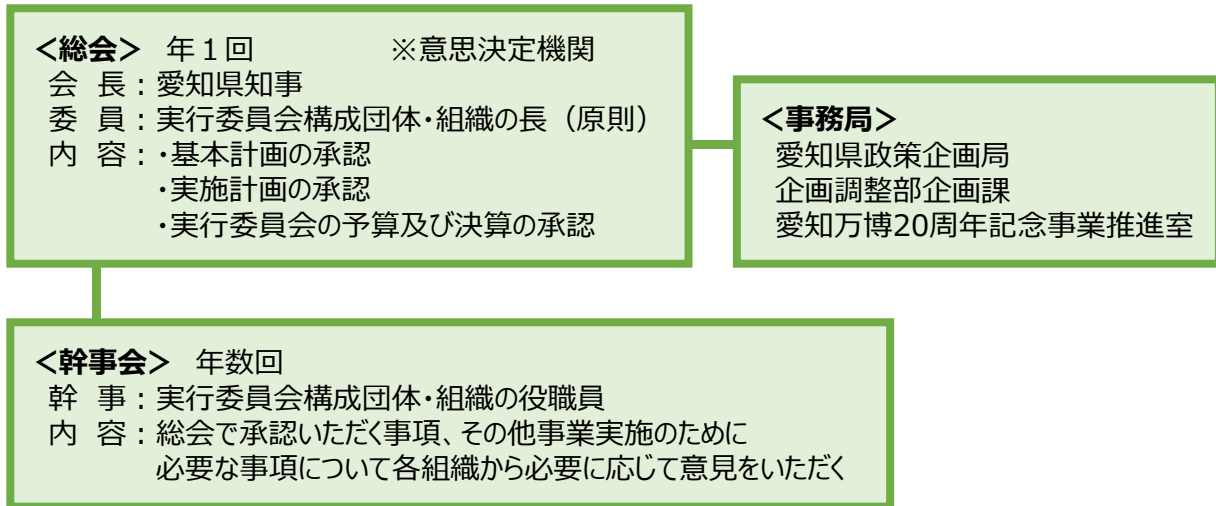 ＜総会＞ 年１回 ※意思決定機関
会 長：愛知県知事
委 員：実行委員会構成団体・組織の長（原則）
内 容：・基本計画の承認
・実施計画の承認
・実行委員会の予算及び決算の承認
＜事務局＞
愛知県政策企画局
企画調整部企画課
愛知万博20周年記念事業推進室
＜幹事会＞ 年数回
幹 事：実行委員会構成団体・組織の役職員
内 容：総会で承認いただく事項、その他事業実施のために
必要な事項について各組織から必要に応じて意見をいただく